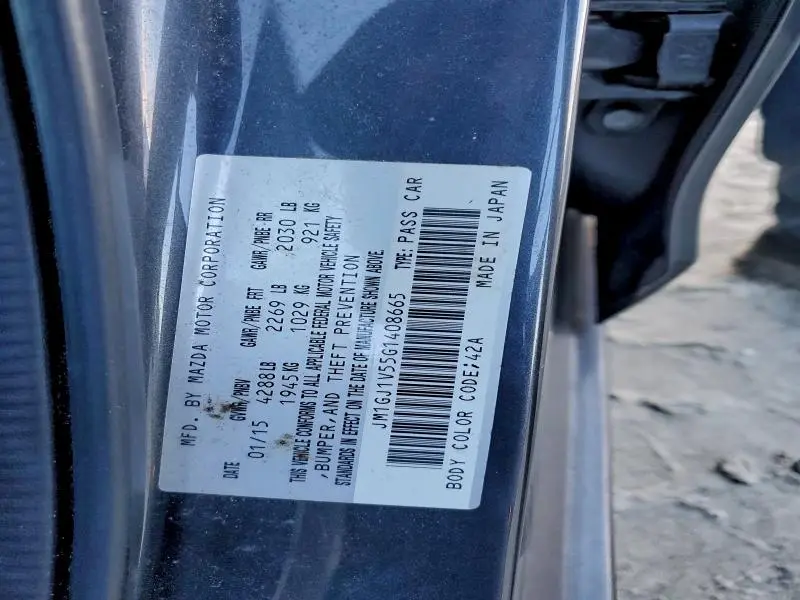 MFD. BY MAZDA MOTOR CORPORATION
DATE GVWR/PNBV GAWR/PNBE FRT GAWR/PNBE RR
01/15 4288LB 2269 LB 2030 LB
1945KG 1029 KG 921 KG
THIS VEHICLE CONFORMS TO ALL APPLICABLE FEDERAL MOTOR VEHICLE SAFETY
,BUMPER,AND THEFT PREVENTION
STANDARDS IN EFFECT ON THE DATE OF MANUFACTURE SHOWN ABOVE
JM1GJ1V55G1408665 TYPE: PASS CAR
BODY COLOR CODE:42A MADE IN JAPAN